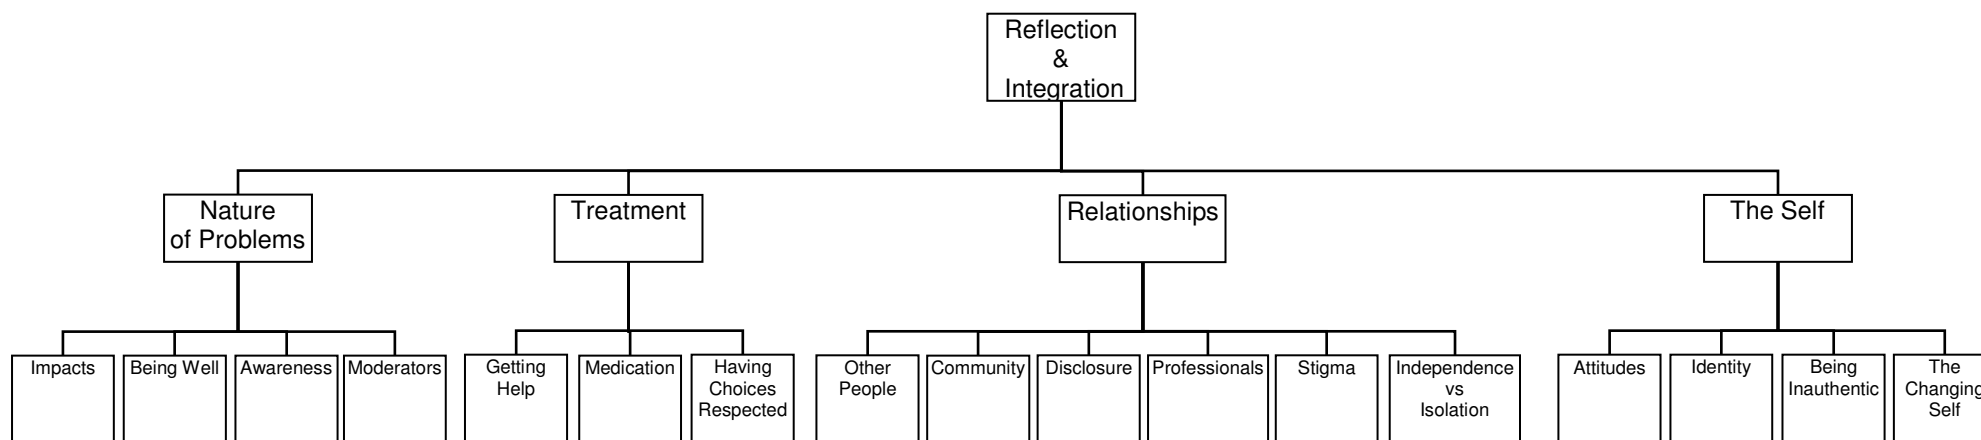 Reflection
&
Integration
Nature
of Problems
Treatment
Relationships
The Self
Impacts
Being Well
Awareness
Moderators
Getting
Help
Medication
Having
Choices
Respected
Other
People
Community
Disclosure
Professionals
Stigma
Independence
vs
Isolation
Attitudes
Identity
Being
Inauthentic
The
Changing
Self